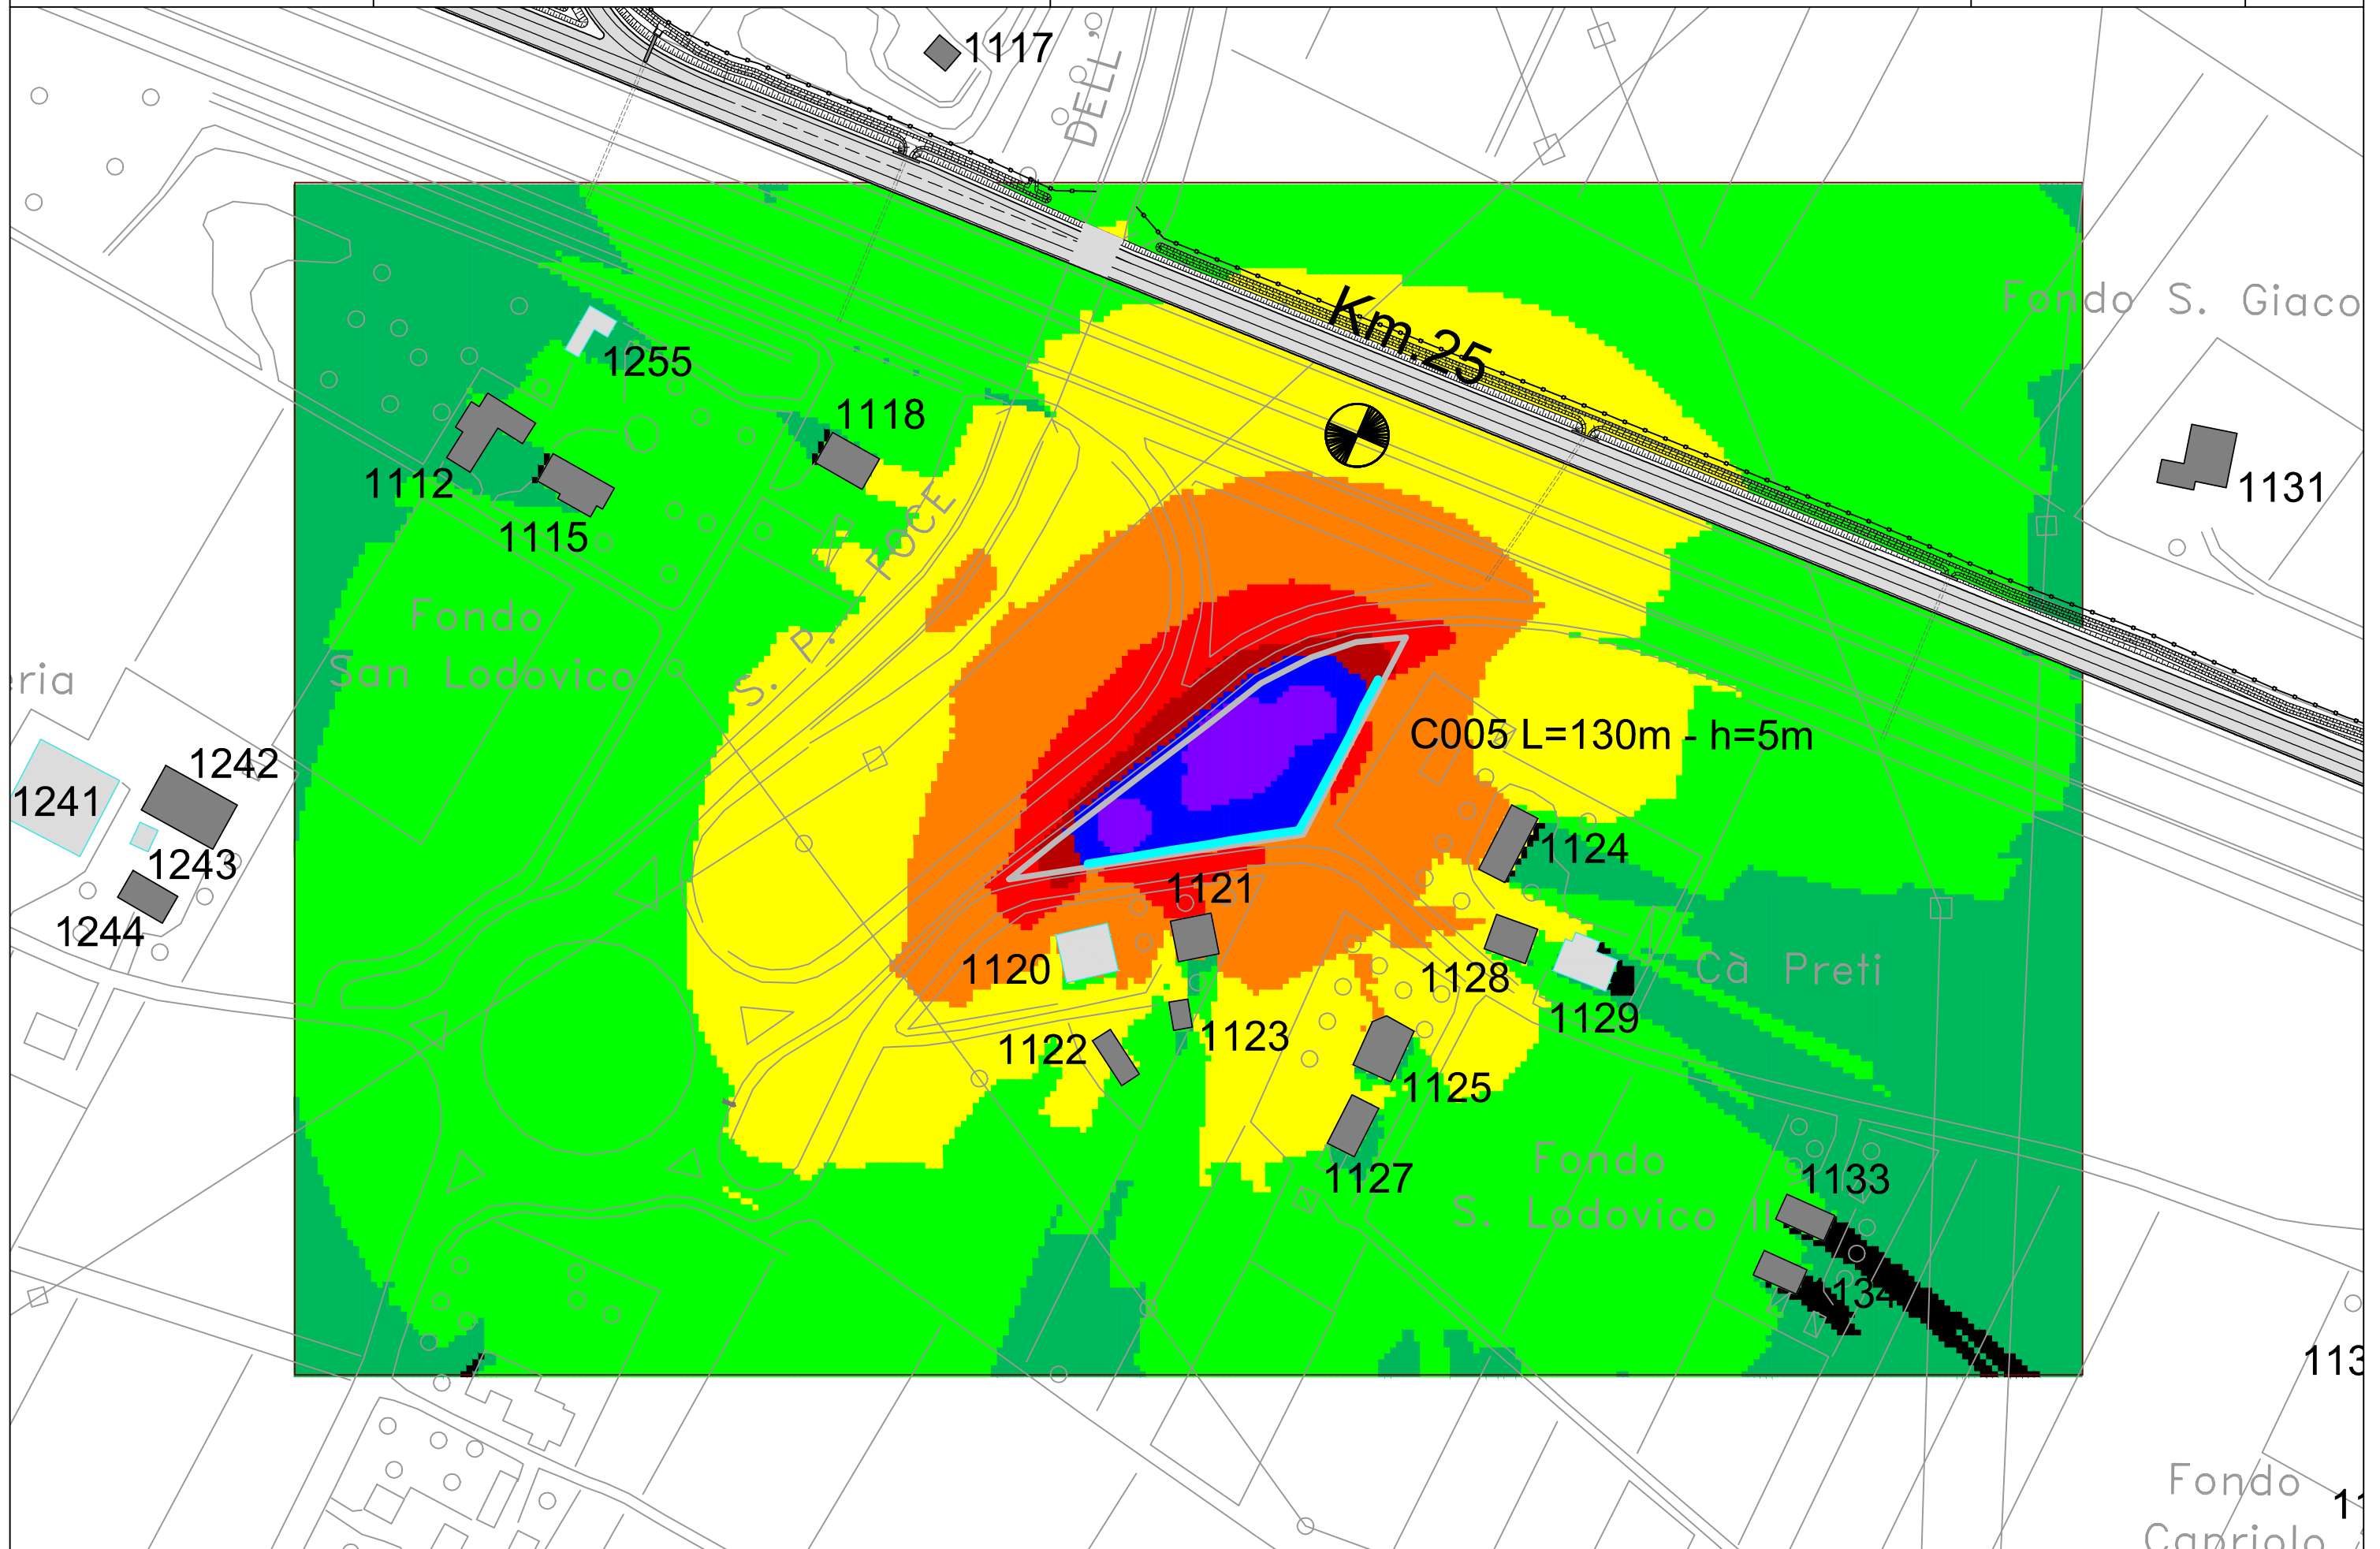 1117
DELL'
Km.25
Fondo S. Giaco
1255
1118
1112
1115
1131
FOCE
S. P.
Fondo
San Lodovico
eria
C005 L=130m - h=5m
1242
1241
1243
1244
1124
1121
1120
1128
Cà Preti
1129
1122
1123
1125
1127
Fondo
S. Lodovico II
1133
134
113
Fondo
11
Capriolo